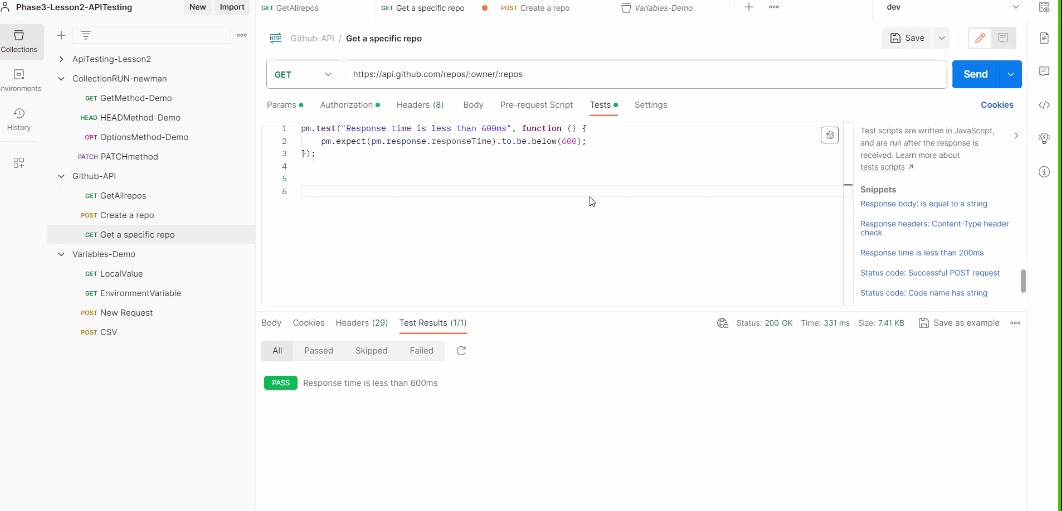 Phase3-Lesson2-APITesting
New
Import
GET GetAllrepos
GET Get a specific repo
POST Create a repo
Variables-Demo
dev
Collections
ApiTesting-Lesson2
CollectionRUN-newman
GET GetMethod-Demo
HEAD HEADMethod-Demo
OPT OptionsMethod-Demo
PATCH PATCHmethod
Github-API
GET GetAllrepos
POST Create a repo
GET Get a specific repo
Variables-Demo
GET LocalValue
GET EnvironmentVariable
POST New Request
POST CSV
nvironments
History
HTTP Github-API / Get a specific repo
Save
GET
https://api.github.com/repos/:owner/:repos
Send
Params
Authorization
Headers (8)
Body
Pre-request Script
Tests
Settings
Cookies
1 pm.test("Response time is less than 600ms", function () {
2 pm.expect(pm.response.responseTime).to.be.below(600);
3 });
4
5
6
Test scripts are written in JavaScript,
and are run after the response is
received. Learn more about
tests scripts ↗
Snippets
Response body: Is equal to a string
Response headers: Content-Type header
check
Response time is less than 200ms
Status code: Successful POST request
Status code: Code name has string
Body
Cookies
Headers (29)
Test Results (1/1)
Status: 200 OK
Time: 331 ms
Size: 7.41 KB
Save as example
All
Passed
Skipped
Failed
PASS Response time is less than 600ms